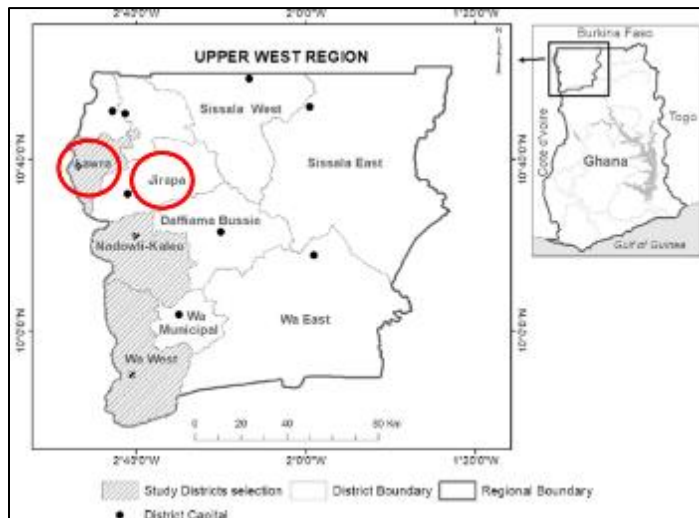 2°40'0"W 2°0'0"W 1°20'0"W
UPPER WEST REGION
N
Sissala West
Sissala East
Lawra
Jirapa
Daffiama Bussie
Nadowli-Kaleo
Wa
Municipal
Wa East
Wa West
10°40'0"N
10°0'0"N
10°40'0"N
10°0'0"N
0 80 Km
2°40'0"W 2°0'0"W 1°20'0"W
Burkina Faso
Cote d'Ivoire
Togo
Ghana
Gulf of Guinea
Study Districts selection District Boundary Regional Boundary
District Capital